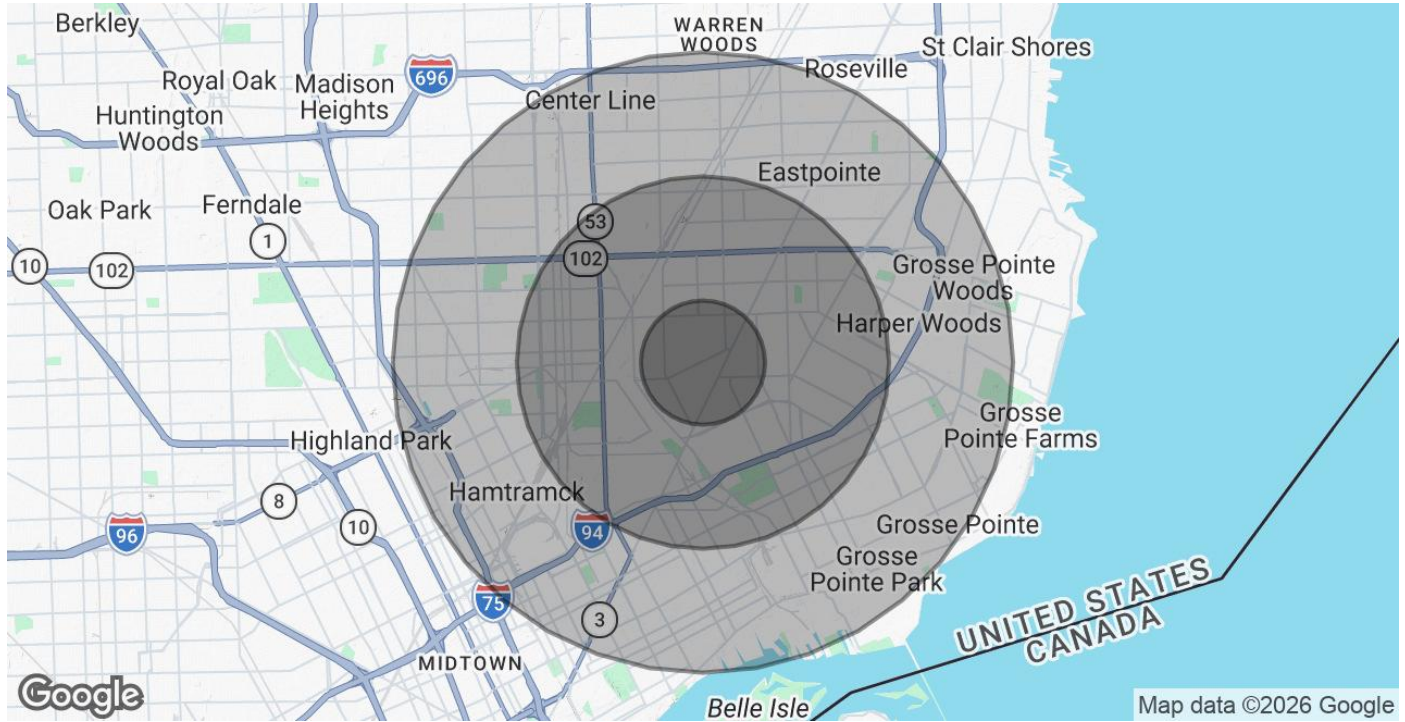 Berkley
WARREN
WOODS
St Clair Shores
Royal Oak
Madison
Heights
696
Roseville
Center Line
Huntington
Woods
Eastpointe
Oak Park
Ferndale
53
1
102
10
102
Grosse Pointe
Woods
Harper Woods
Highland Park
Grosse
Pointe Farms
Hamtramck
8
10
96
94
Grosse Pointe
Grosse
Pointe Park
75
3
UNITED STATES
CANADA
MIDTOWN
Google
Belle Isle
Map data ©2026 Google